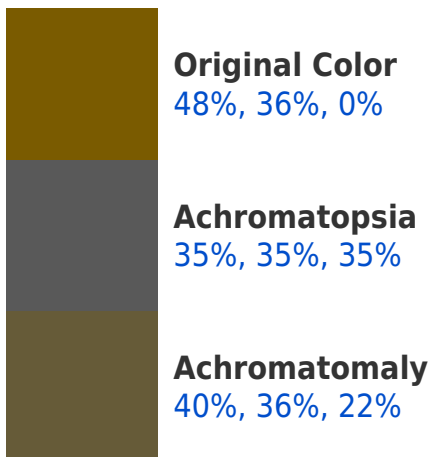 Original Color
48%, 36%, 0%
Achromatopsia
35%, 35%, 35%
Achromatomaly
40%, 36%, 22%